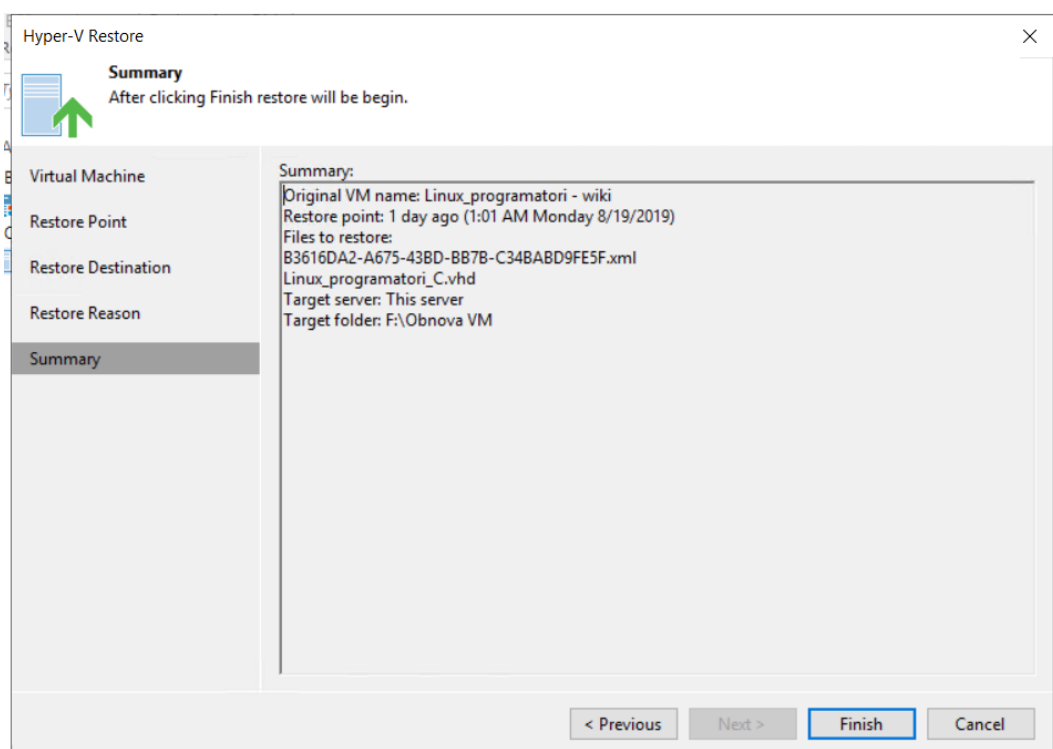 Hyper-V Restore
Summary
After clicking Finish restore will be begin.
Virtual Machine
Restore Point
Restore Destination
Restore Reason
Summary
Summary:
Original VM name: Linux_programatori - wiki
Restore point: 1 day ago (1:01 AM Monday 8/19/2019)
Files to restore:
B3616DA2-A675-43BD-BB7B-C34BABD9FE5F.xml
Linux_programatori_C.vhd
Target server: This server
Target folder: F:\Obnova VM
< Previous
Next >
Finish
Cancel